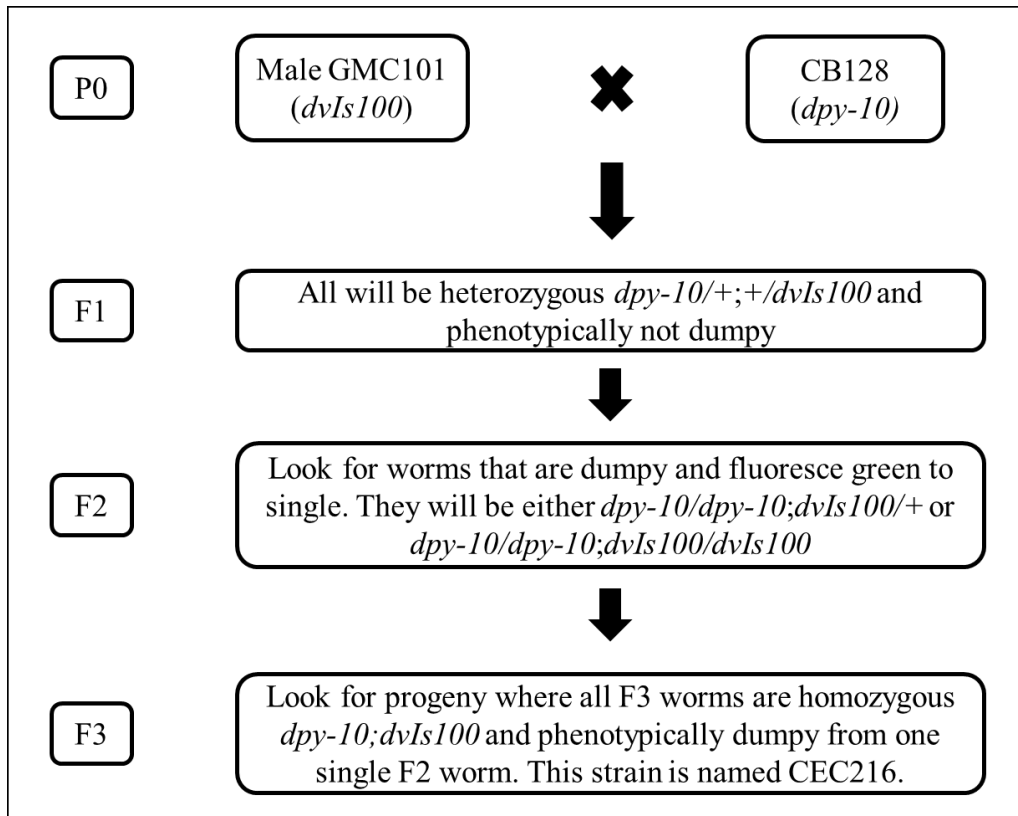 P0
Male GMC101
(dvIs100)
CB128
(dpy-10)
F1
All will be heterozygous dpy-10/+;+/dvIs100 and
phenotypically not dumpy
F2
Look for worms that are dumpy and fluoresce green to
single. They will be either dpy-10/dpy-10;dvIs100/+ or
dpy-10/dpy-10;dvIs100/dvIs100
F3
Look for progeny where all F3 worms are homozygous
dpy-10;dvIs100 and phenotypically dumpy from one
single F2 worm. This strain is named CEC216.